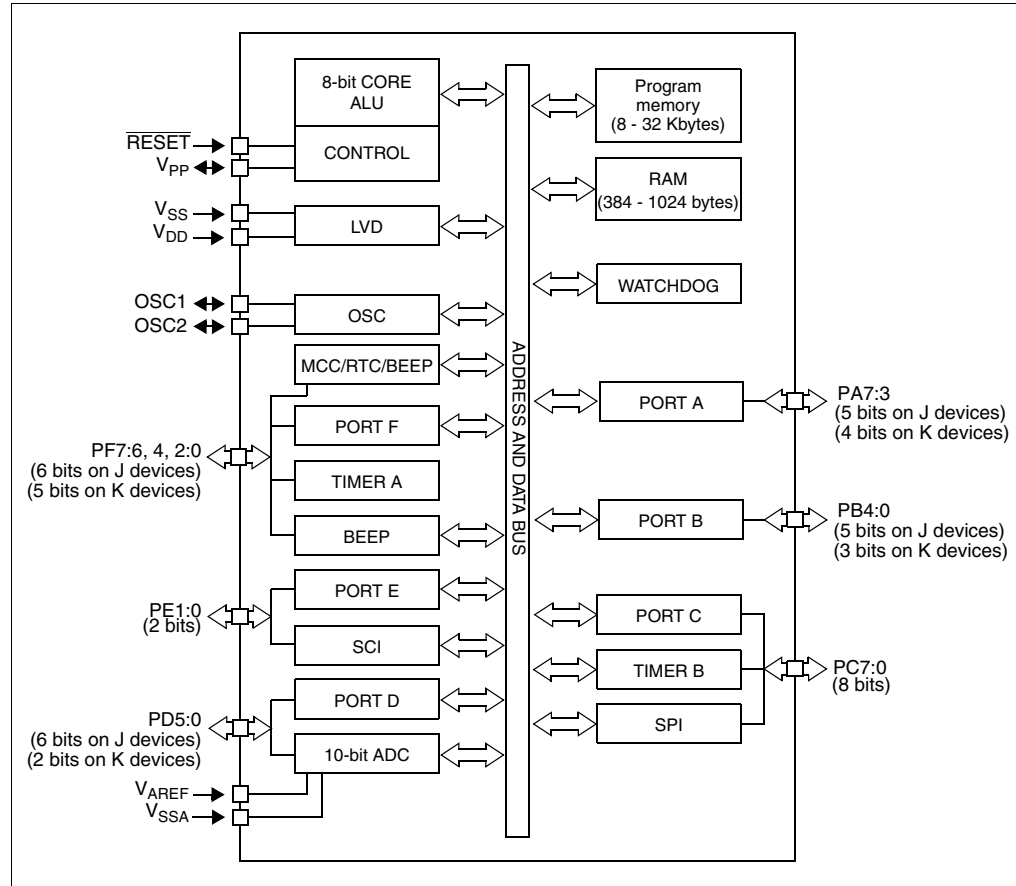 8-bit CORE
ALU
CONTROL
RESET
VPP
VSS
VDD
LVD
OSC1
OSC2
OSC
MCC/RTC/BEEP
PORT F
PF7:6, 4, 2:0
(6 bits on J devices)
(5 bits on K devices)
TIMER A
BEEP
PORT E
PE1:0
(2 bits)
SCI
PORT D
PD5:0
(6 bits on J devices)
(2 bits on K devices)
10-bit ADC
VAREF
VSSA
ADDRESS AND DATA BUS
Program
memory
(8 - 32 Kbytes)
RAM
(384 - 1024 bytes)
WATCHDOG
PORT A
PA7:3
(5 bits on J devices)
(4 bits on K devices)
PORT B
PB4:0
(5 bits on J devices)
(3 bits on K devices)
PORT C
TIMER B
PC7:0
(8 bits)
SPI